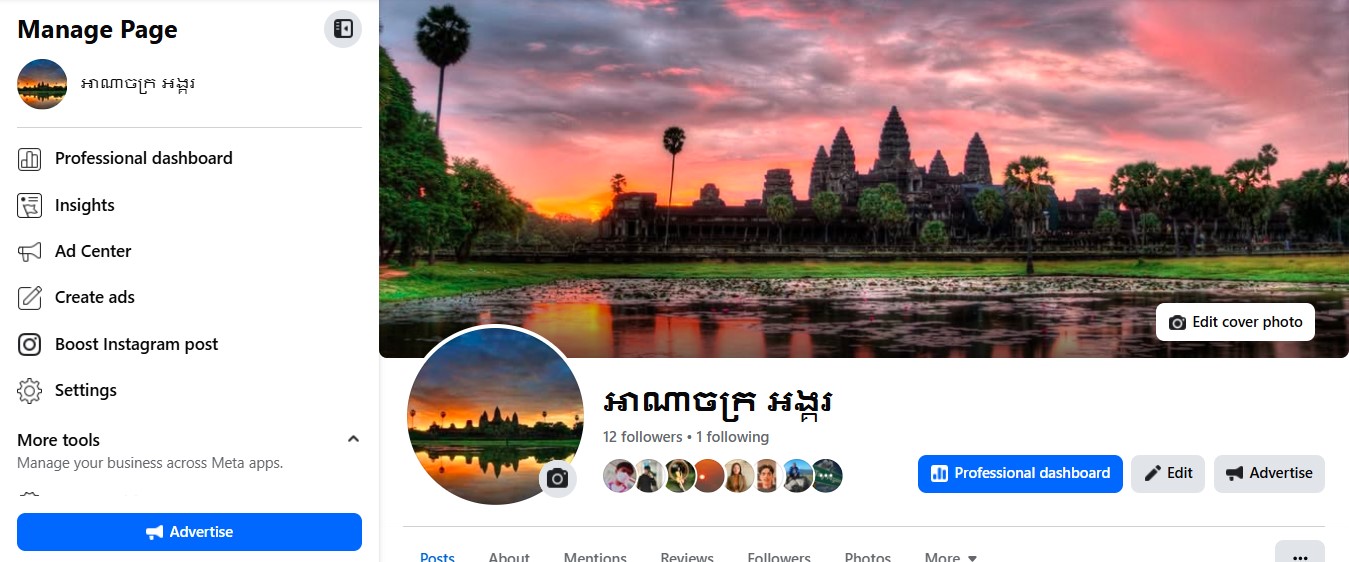 Manage Page
អាណាចក្រ អង្គរ
Professional dashboard
Insights
Ad Center
Create ads
Boost Instagram post
Settings
More tools
Manage your business across Meta apps.
Advertise
Edit cover photo
អាណាចក្រ អង្គរ
12 followers • 1 following
Professional dashboard
Edit
Advertise
Posts About Mentions Reviews Followers Photos More